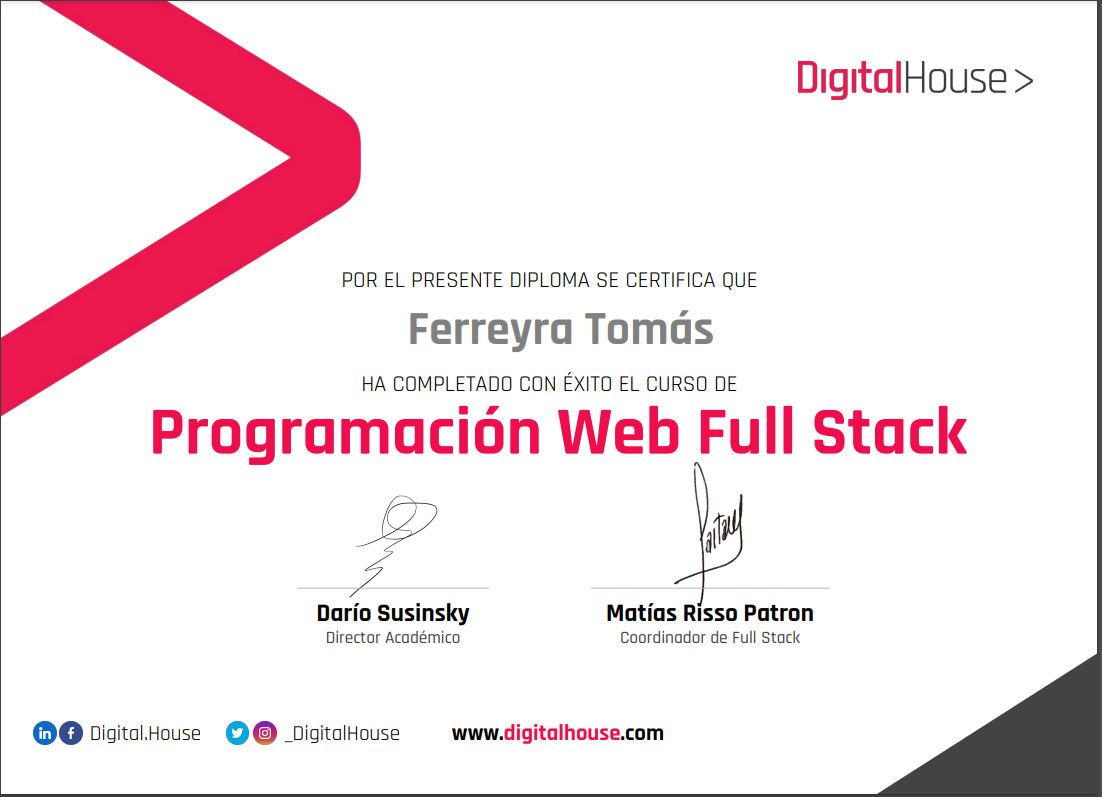 DigitalHouse >
POR EL PRESENTE DIPLOMA SE CERTIFICA QUE
Ferreyra Tomás
HA COMPLETADO CON ÉXITO EL CURSO DE
Programación Web Full Stack
Darío Susinsky
Director Académico
Matías Risso Patron
Coordinador de Full Stack
Digital.House
_DigitalHouse
www.digitalhouse.com